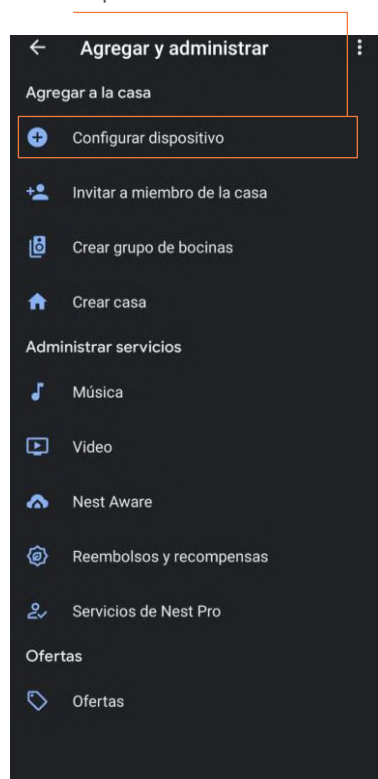 Agregar y administrar
Agregar a la casa
Configurar dispositivo
Invitar a miembro de la casa
Crear grupo de bocinas
Crear casa
Administrar servicios
Música
Video
Nest Aware
Reembolsos y recompensas
Servicios de Nest Pro
Ofertas
Ofertas